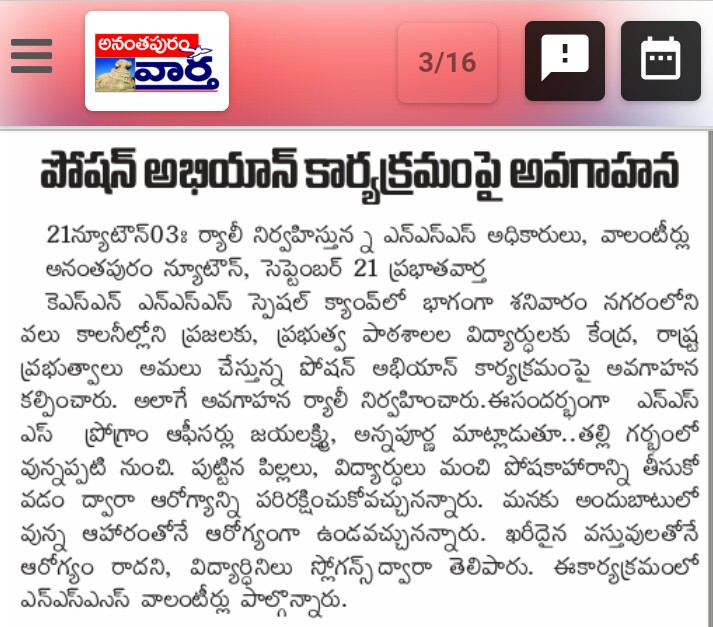 అనంతపురం
వార్త
3/16
పోషన్ అభియాన్ కార్యక్రమంపై అవగాహన
21న్యూటౌన్03ః ర్యాలీ నిర్వహిస్తున్న ఎన్ఎస్ఎస్ అధికారులు, వాలంటీర్లు
అనంతపురం న్యూటౌన్, సెప్టెంబర్ 21 ప్రభాతవార్త
కెఎస్ఎన్ ఎన్ఎస్ఎస్ స్పెషల్ క్యాంప్‌లో భాగంగా శనివారం నగరంలోని
వలు కాలనీల్లోని ప్రజలకు, ప్రభుత్వ పాఠశాలల విద్యార్థులకు కేంద్ర, రాష్ట్ర
ప్రభుత్వాలు అమలు చేస్తున్న పోషన్ అభియాన్ కార్యక్రమంపై అవగాహన
కల్పించారు. అలాగే అవగాహన ర్యాలీ నిర్వహించారు.ఈసందర్భంగా ఎన్ఎస్
ఎస్ ప్రోగ్రాం ఆఫీసర్లు జయలక్ష్మి, అన్నపూర్ణ మాట్లాడుతూ..తల్లి గర్భంలో
వున్నప్పటి నుంచి. పుట్టిన పిల్లలు, విద్యార్థులు మంచి పోషకాహారాన్ని తీసుకో
వడం ద్వారా ఆరోగ్యాన్ని పరిరక్షించుకోవచ్చునన్నారు. మనకు అందుబాటులో
వున్న ఆహారంతోనే ఆరోగ్యంగా ఉండవచ్చునన్నారు. ఖరీదైన వస్తువులతోనే
ఆరోగ్యం రాదని, విద్యార్థినిలు స్లోగన్స్ ద్వారా తెలిపారు. ఈకార్యక్రమంలో
ఎన్ఎస్ఎస్ వాలంటీర్లు పాల్గొన్నారు.